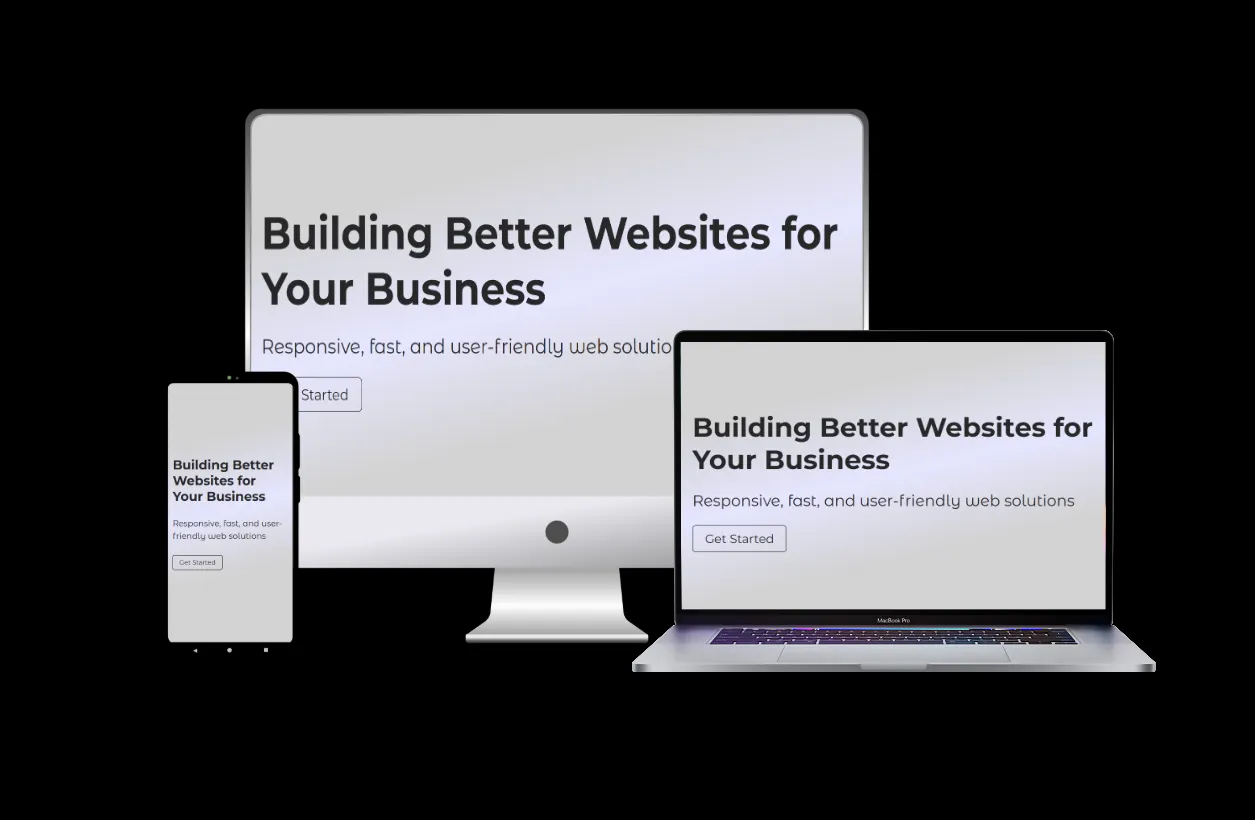 Building Better Websites for
Your Business
Responsive, fast, and user-friendly web solutio
Started
Building Better
Websites for
Your Business
Responsive, fast, and user-
friendly web solutions
Get Started
Building Better Websites for
Your Business
Responsive, fast, and user-friendly web solutions
Get Started
MacBook Pro